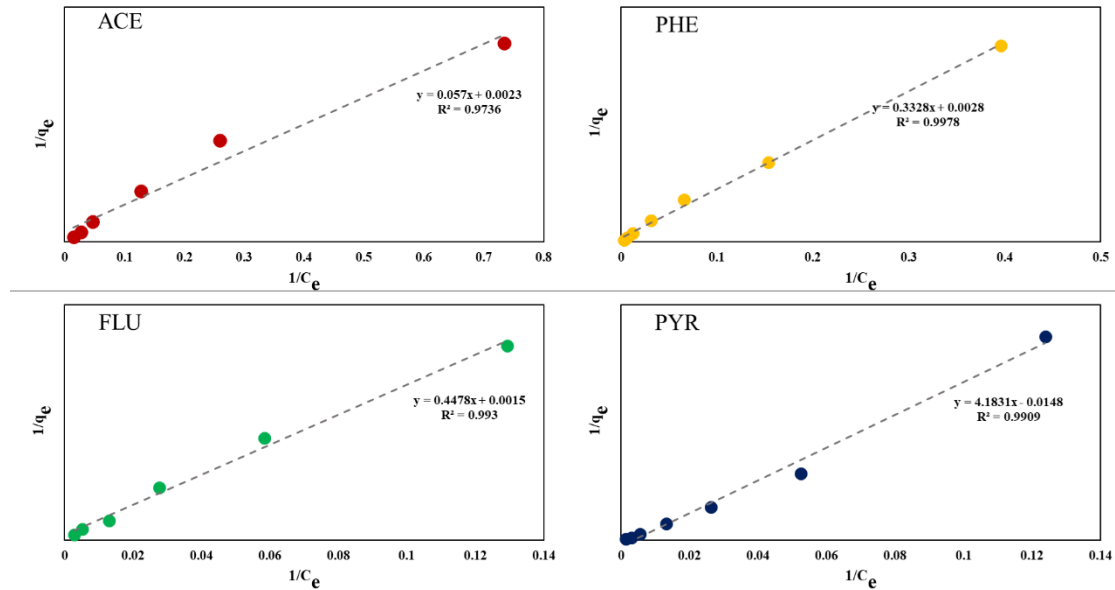 ACE
1/qe
y = 0.057x + 0.0023
R² = 0.9736
0 0.1 0.2 0.3 0.4 0.5 0.6 0.7 0.8
1/Ce
PHE
1/qe
y = 0.3328x + 0.0028
R² = 0.9978
0 0.1 0.2 0.3 0.4 0.5
1/Ce
FLU
1/qe
y = 0.4478x + 0.0015
R² = 0.993
0 0.02 0.04 0.06 0.08 0.1 0.12 0.14
1/Ce
PYR
1/qe
y = 4.1831x - 0.0148
R² = 0.9909
0 0.02 0.04 0.06 0.08 0.1 0.12 0.14
1/Ce